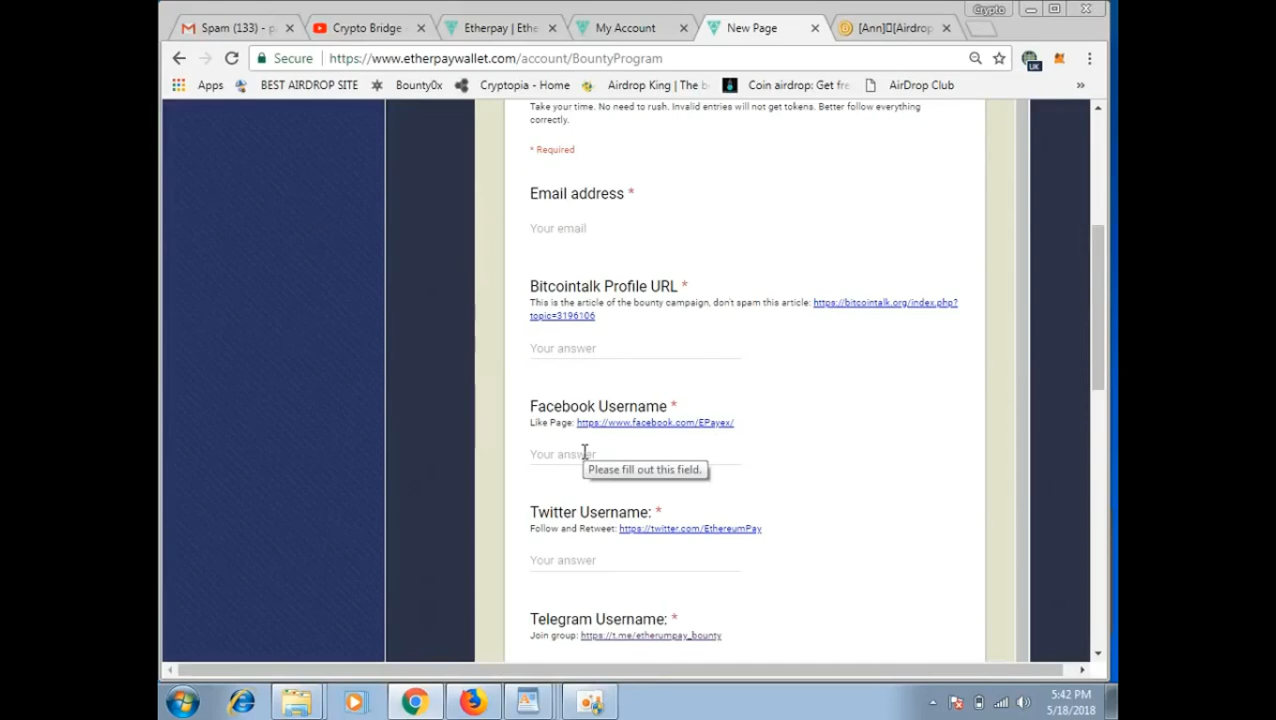 Crypto
Spam (133) - p
Crypto Bridge
Etherpay | Ethe
My Account
New Page
[Ann]▯[Airdrop
Secure
https://www.etherpaywallet.com/account/BountyProgram
UK
Apps
BEST AIRDROP SITE
Bounty0x
Cryptopia - Home
Airdrop King | The b
Coin airdrop: Get fre
AirDrop Club
»
Take your time. No need to rush. Invalid entries will not get tokens. Better follow everything
correctly.
* Required
Email address *
Your email
Bitcointalk Profile URL *
This is the article of the bounty campaign, don't spam this article: https://bitcointalk.org/index.php?
topic=3196106
Your answer
Facebook Username *
Like Page: https://www.facebook.com/EPayex/
Your answer
Please fill out this field.
Twitter Username: *
Follow and Retweet: https://twitter.com/EthereumPay
Your answer
Telegram Username: *
Join group: https://t.me/etherumpay_bounty
5:42 PM
5/18/2018